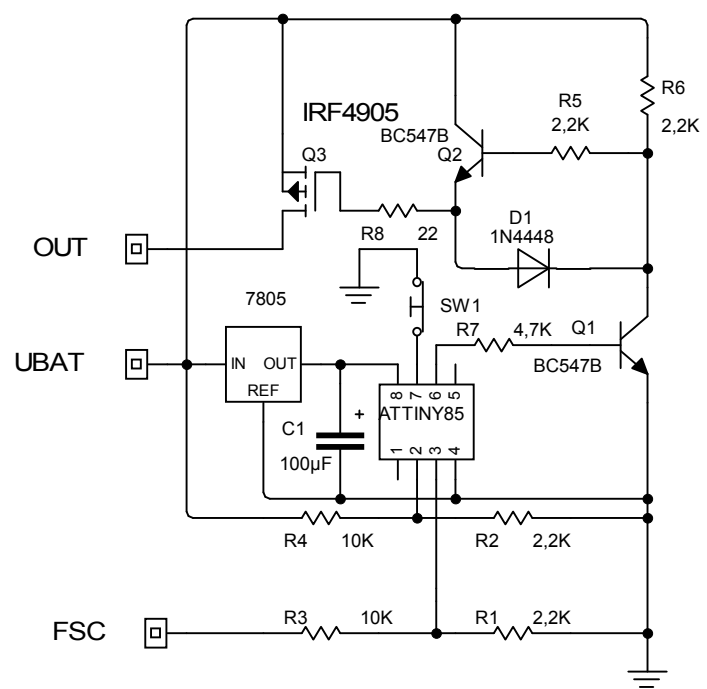 IRF4905
R5
R6
BC547B
2,2K
2,2K
Q3
Q2
D1
1N4448
OUT
R8 22
7805
SW1
R7 4,7K Q1
UBAT
IN OUT
BC547B
REF
8 7 6 5
ATTINY85
C1 +
1 2 3 4
100µF
R4 10K R2 2,2K
R3 10K R1 2,2K
FSC